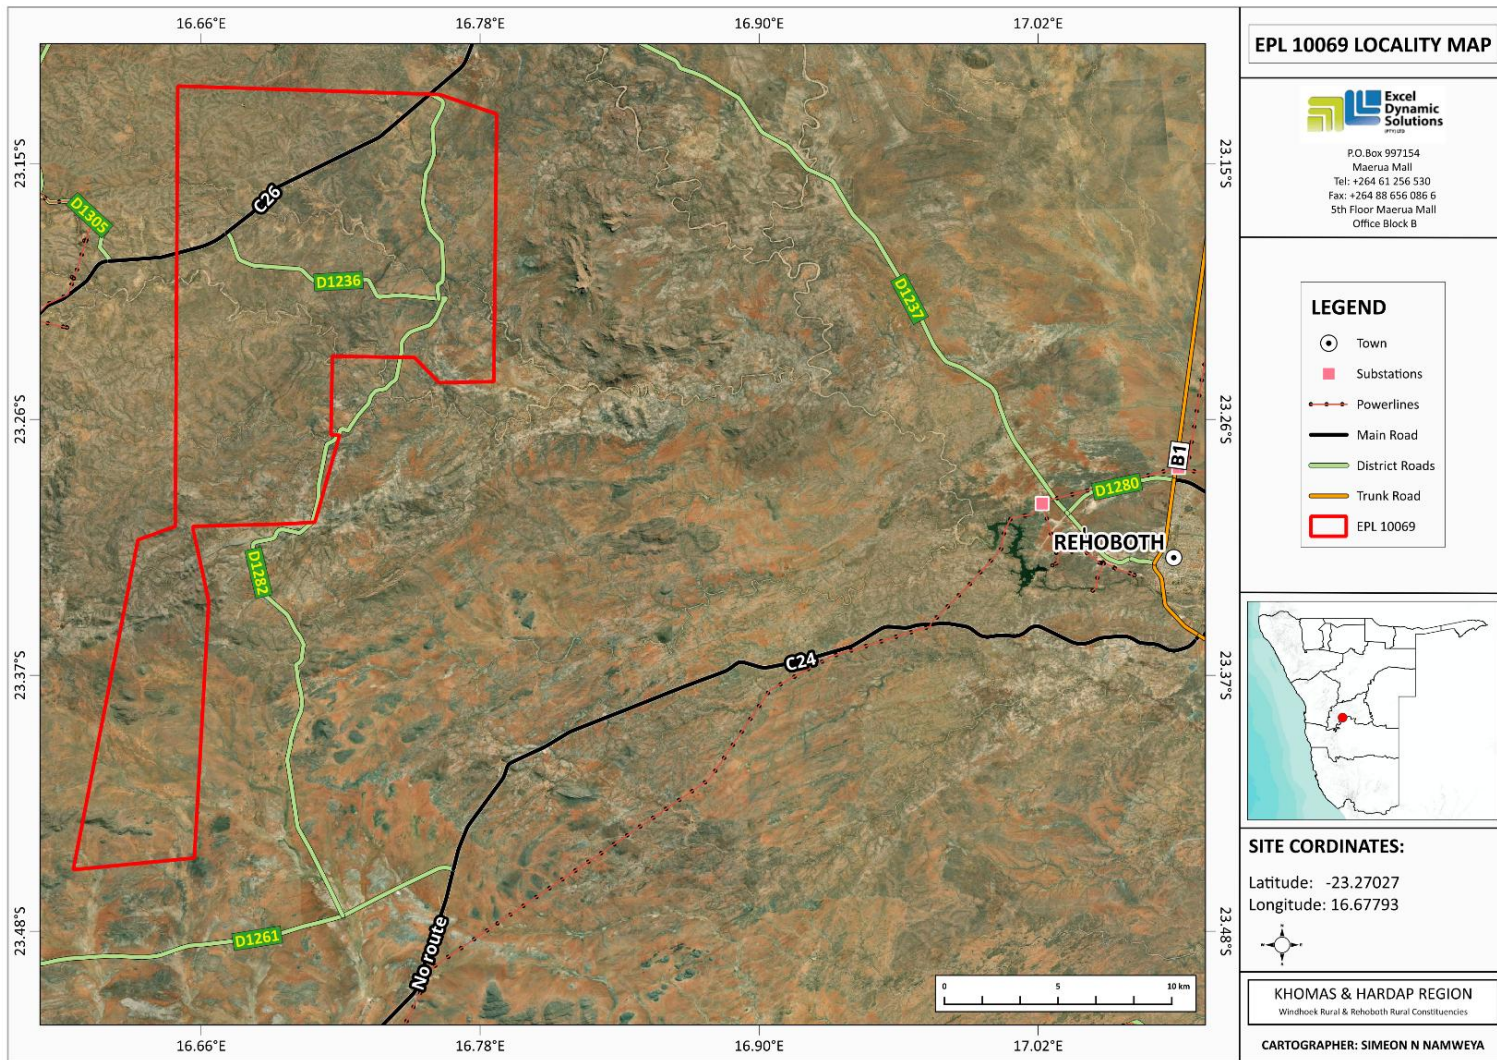 16.66°E
16.78°E
16.90°E
17.02°E
23.15°S
23.15°S
C26
D1305
D1236
D1237
23.26°S
23.26°S
B1
D1280
REHOBOTH
D1282
C24
23.37°S
23.37°S
D1261
No route
23.48°S
23.48°S
0
5
10 km
16.66°E
16.78°E
16.90°E
17.02°E
EPL 10069 LOCALITY MAP
Excel
Dynamic
Solutions
(PTY) LTD
P.O.Box 997154
Maerua Mall
Tel: +264 61 256 530
Fax: +264 88 656 086 6
5th Floor Maerua Mall
Office Block B
LEGEND
Town
Substations
Powerlines
Main Road
District Roads
Trunk Road
EPL 10069
SITE CORDINATES:
Latitude: -23.27027
Longitude: 16.67793
KHOMAS & HARDAP REGION
Windhoek Rural & Rehoboth Rural Constituencies
CARTOGRAPHER: SIMEON N NAMWEYA